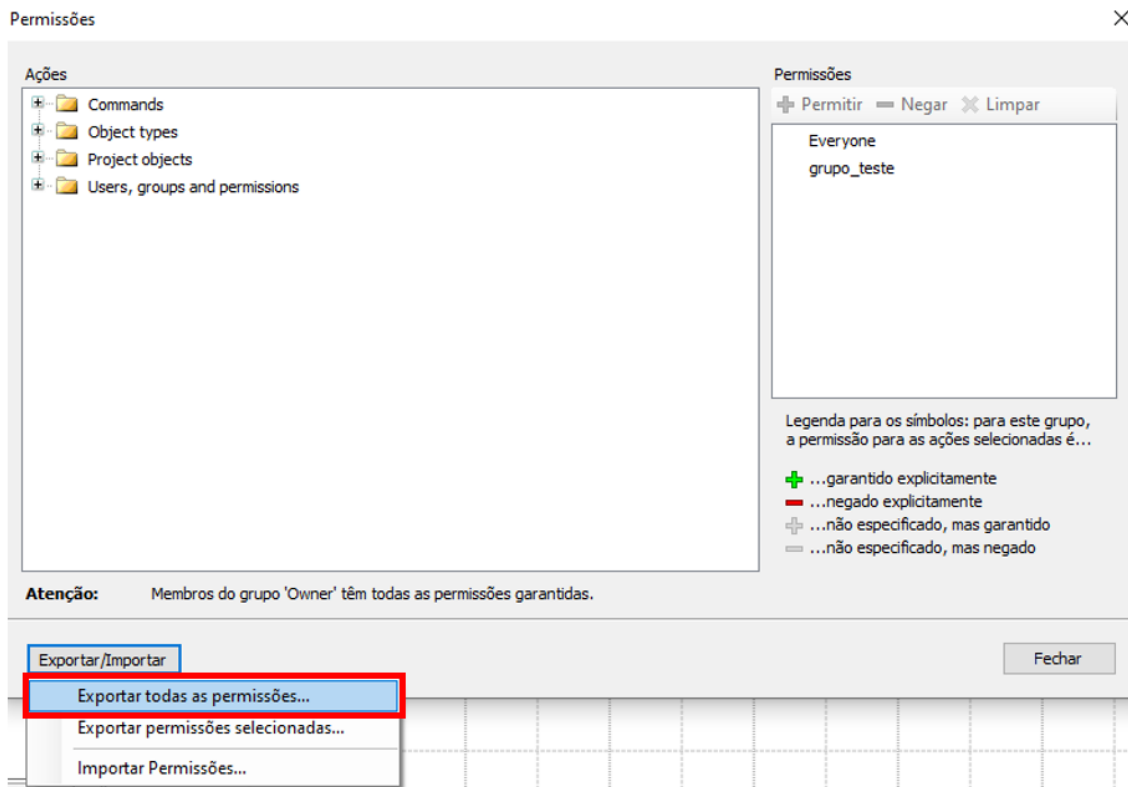 Permissões
Ações
Commands
Object types
Project objects
Users, groups and permissions
Permissões
Permitir Negar Limpar
Everyone
grupo_teste
Legenda para os símbolos: para este grupo,
a permissão para as ações selecionadas é...
...garantido explicitamente
...negado explicitamente
...não especificado, mas garantido
...não especificado, mas negado
Atenção: Membros do grupo 'Owner' têm todas as permissões garantidas.
Exportar/Importar
Fechar
Exportar todas as permissões...
Exportar permissões selecionadas...
Importar Permissões...